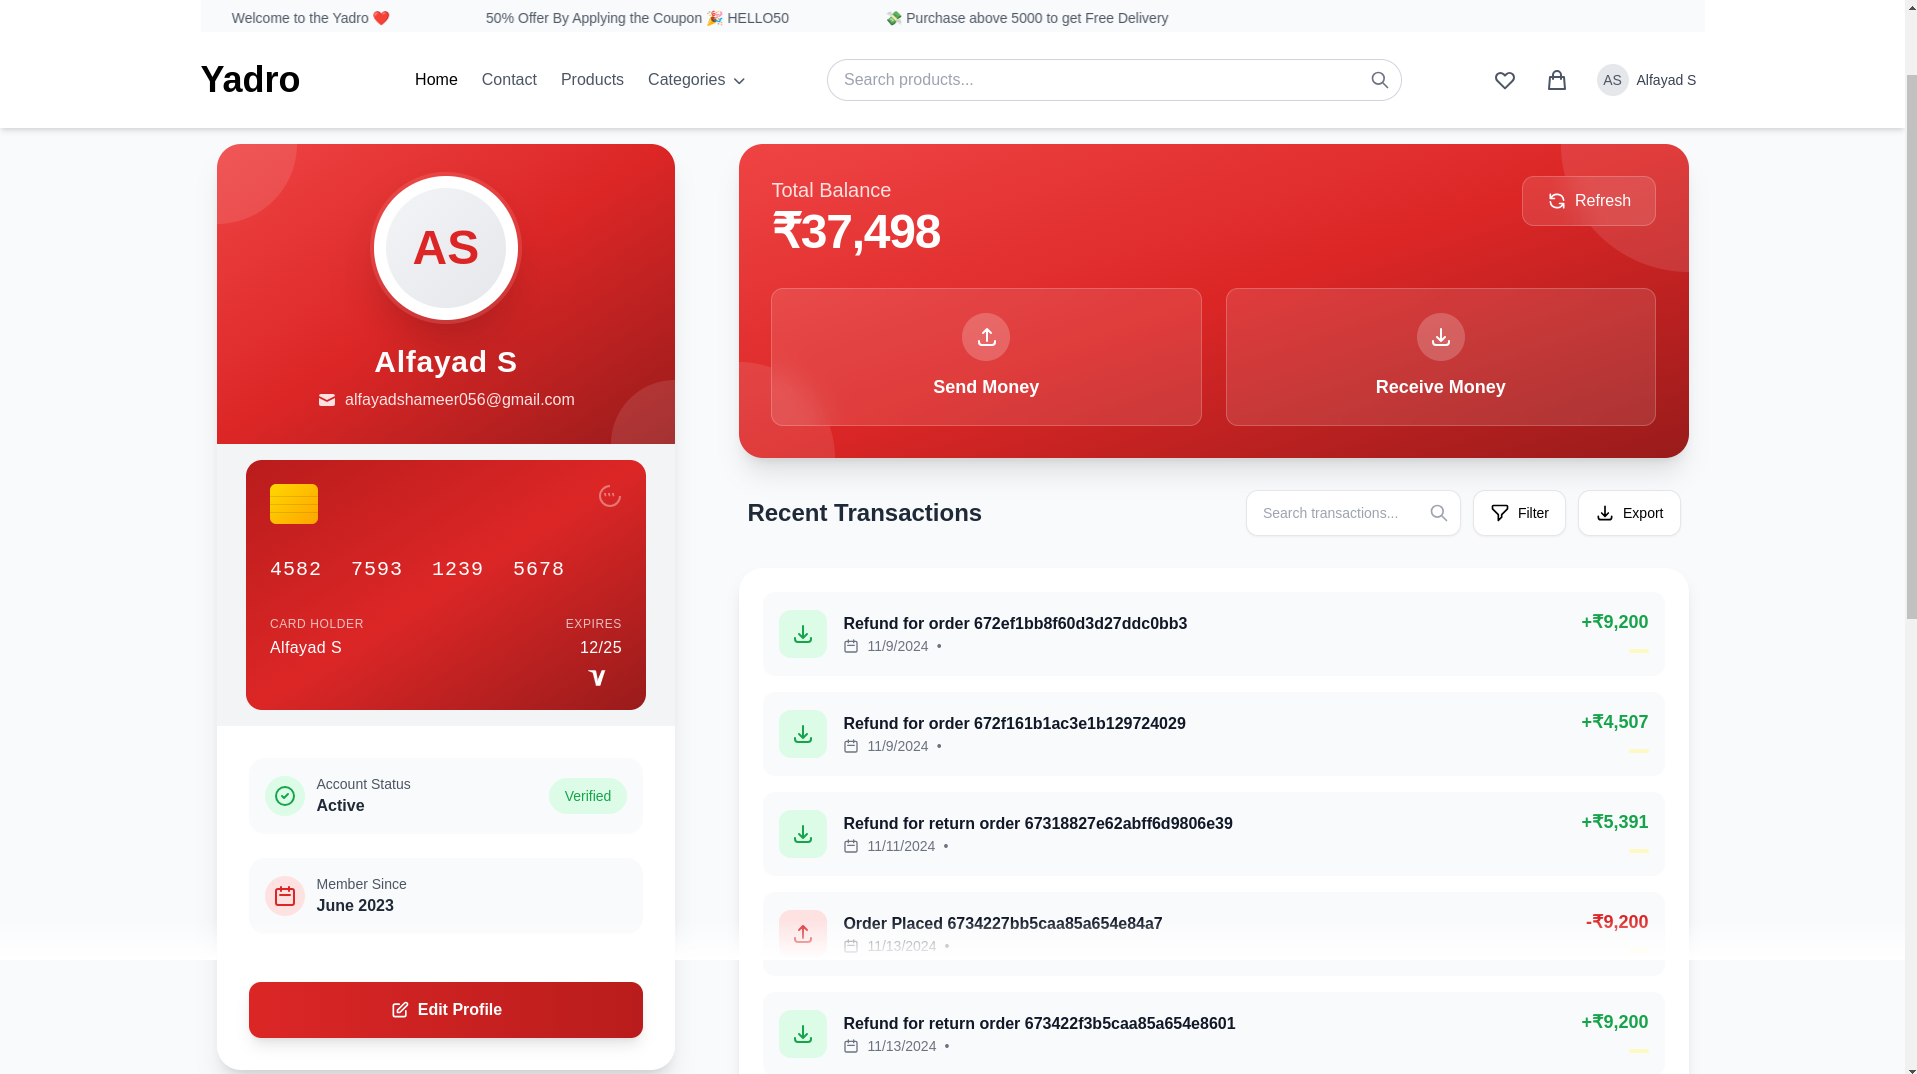 Welcome to the Yadro ❤️
50% Offer By Applying the Coupon 🎉 HELLO50
💸 Purchase above 5000 to get Free Delivery
Yadro
Home
Contact
Products
Categories
Search products...
AS
Alfayad S
AS
Alfayad S
alfayadshameer056@gmail.com
4582 7593 1239 5678
CARD HOLDER
EXPIRES
Alfayad S
12/25
Account Status
Active
Verified
Member Since
June 2023
Edit Profile
Total Balance
₹37,498
Refresh
Send Money
Receive Money
Recent Transactions
Search transactions...
Filter
Export
Refund for order 672ef1bb8f60d3d27ddc0bb3
+₹9,200
11/9/2024 •
Refund for order 672f161b1ac3e1b129724029
+₹4,507
11/9/2024 •
Refund for return order 67318827e62abff6d9806e39
+₹5,391
11/11/2024 •
Order Placed 6734227bb5caa85a654e84a7
-₹9,200
11/13/2024 •
Refund for return order 673422f3b5caa85a654e8601
+₹9,200
11/13/2024 •